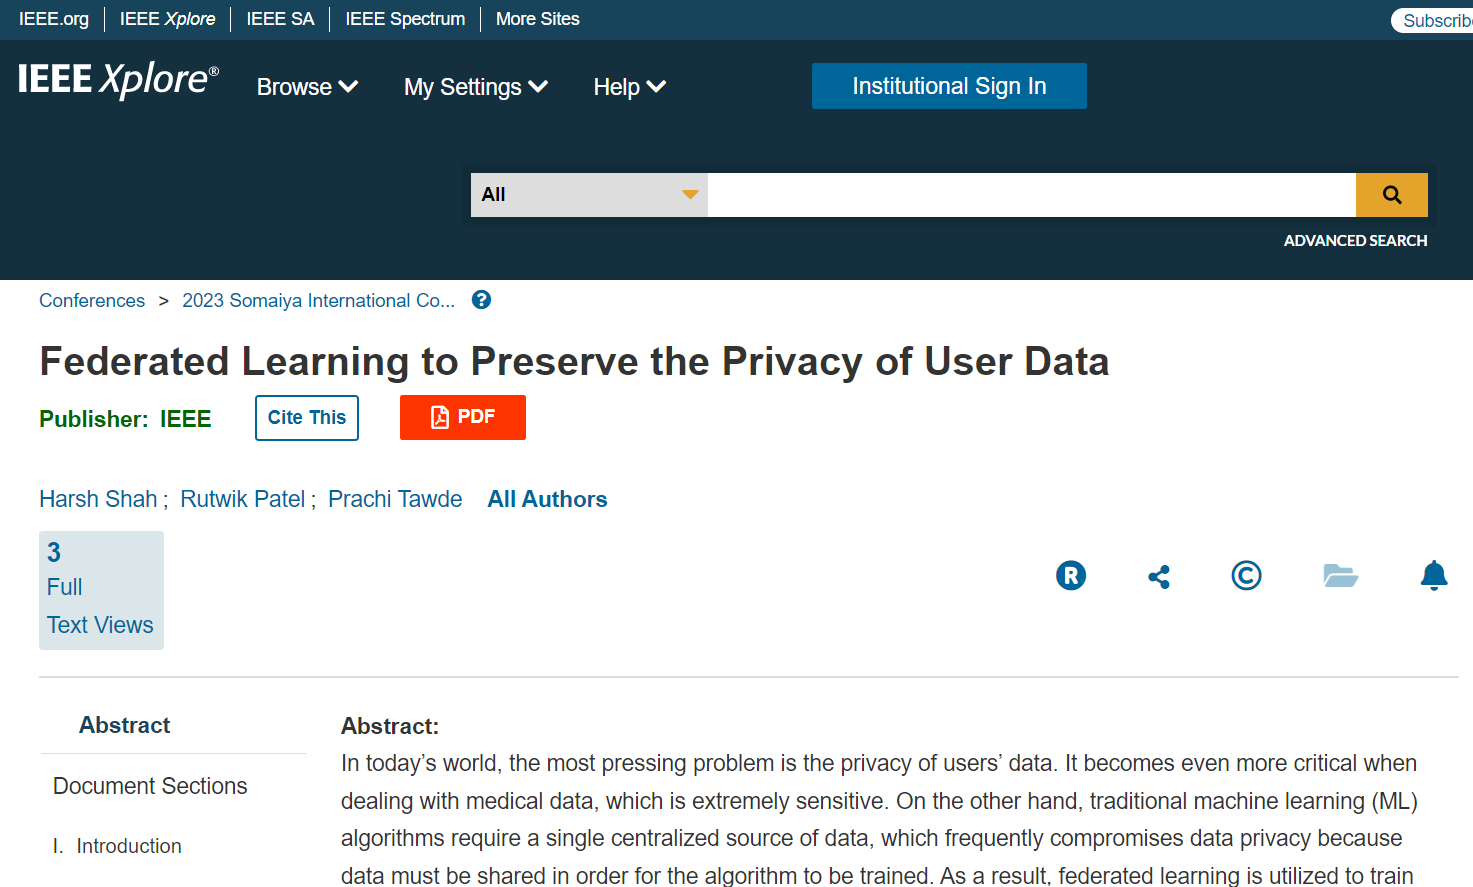 IEEE.org IEEE Xplore IEEE SA IEEE Spectrum More Sites Subscribe
IEEE Xplore® Browse My Settings Help Institutional Sign In
All
ADVANCED SEARCH
Conferences > 2023 Somaiya International Co... ?
Federated Learning to Preserve the Privacy of User Data
Publisher: IEEE Cite This PDF
Harsh Shah ; Rutwik Patel ; Prachi Tawde All Authors
3
Full
Text Views
R ©
Abstract
Document Sections
I. Introduction
Abstract:
In today’s world, the most pressing problem is the privacy of users’ data. It becomes even more critical when
dealing with medical data, which is extremely sensitive. On the other hand, traditional machine learning (ML)
algorithms require a single centralized source of data, which frequently compromises data privacy because
data must be shared in order for the algorithm to be trained. As a result, federated learning is utilized to train